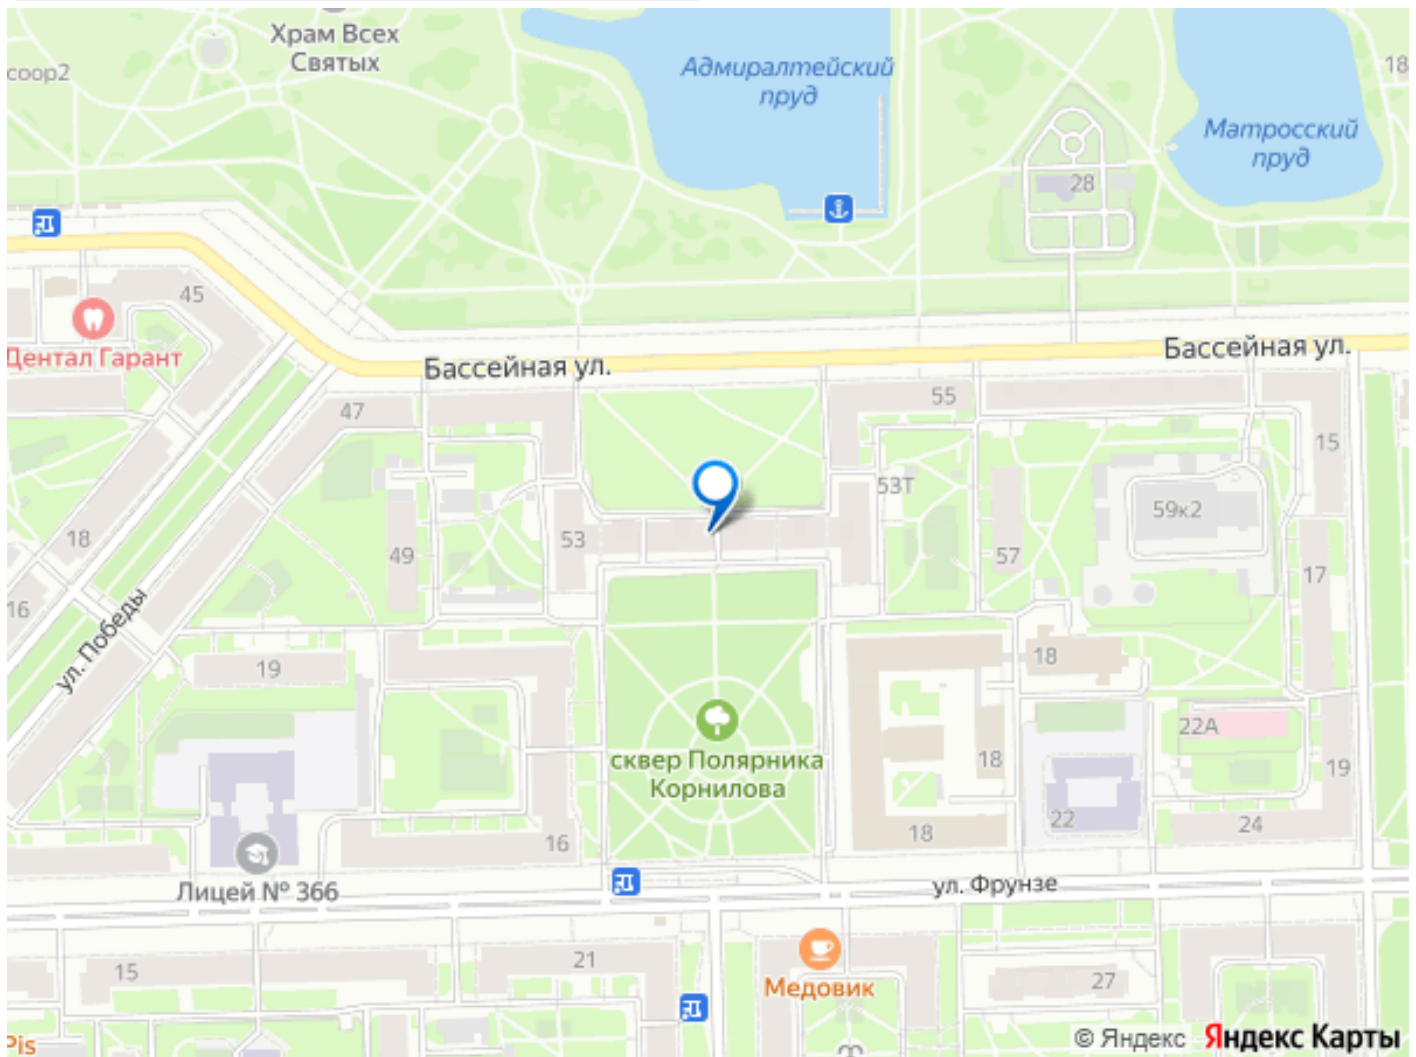 Храм Всех
Святых
coop2
Адмиралтейский
пруд
18
Матросский
пруд
28
45
Дентал Гарант
Бассейная ул.
Бассейная ул.
47
55
15
53Т
59к2
18
53
49
57
17
16
ул. Победы
19
18
22А
сквер Полярника
Корнилова
18
19
22
18
24
16
Лицей № 366
ул. Фрунзе
21
15
Медовик
27
Pis
© Яндекс Яндекс Карты